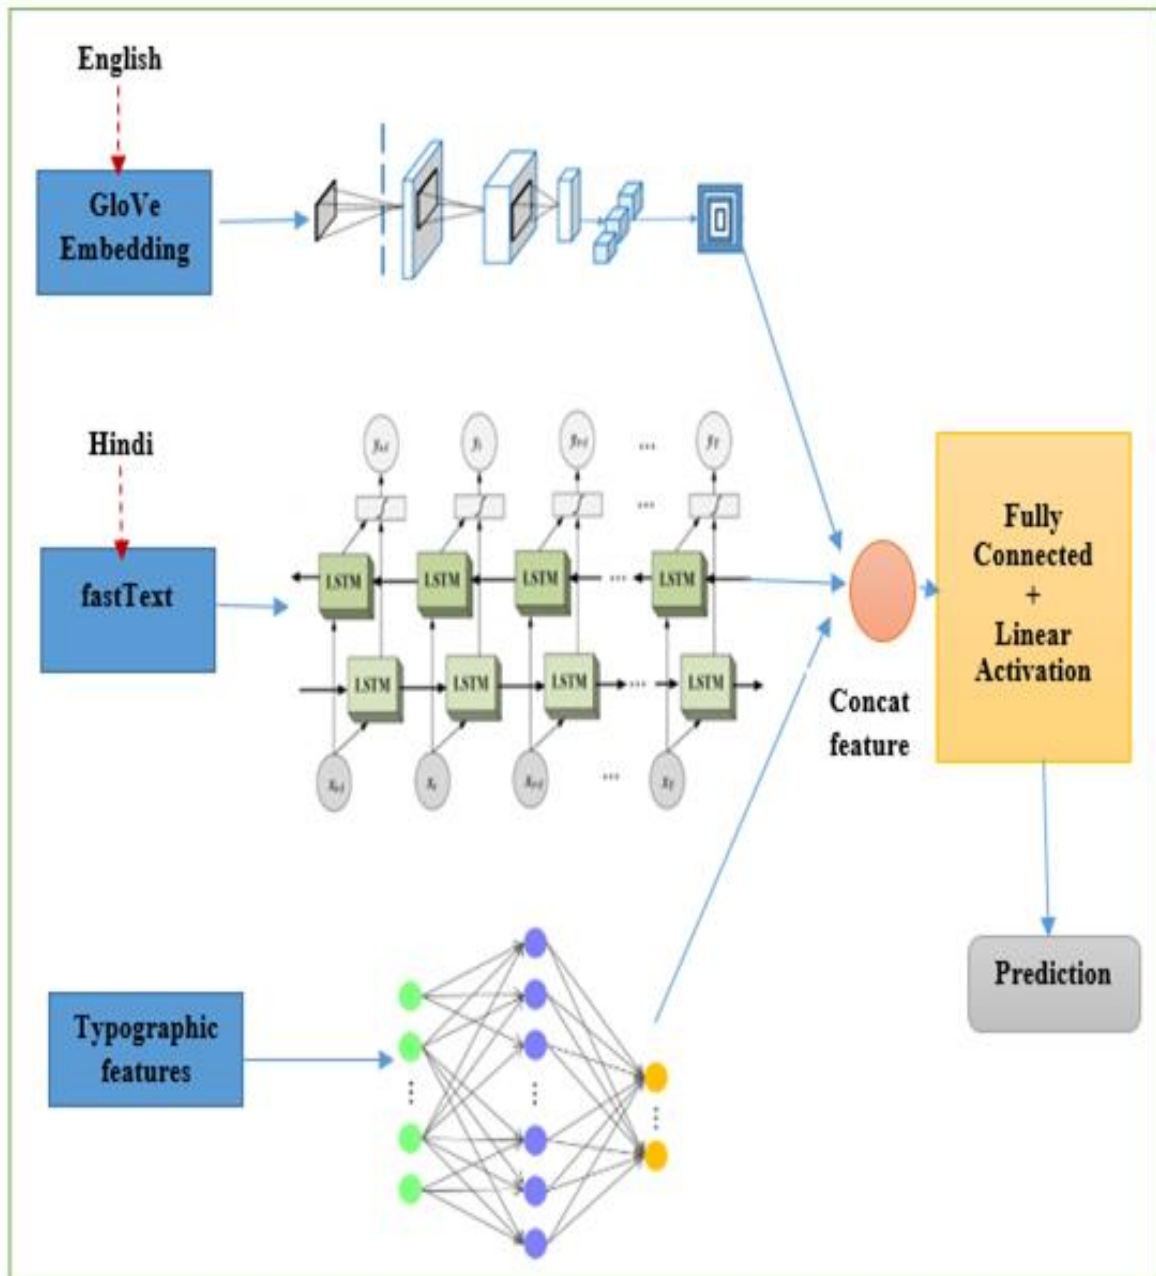 English
GloVe
Embedding
Hindi
fastText
LSTM
LSTM
LSTM
...
LSTM
LSTM
LSTM
LSTM
...
LSTM
Fully
Connected
+
Linear
Activation
Concat
feature
Prediction
Typographic
features